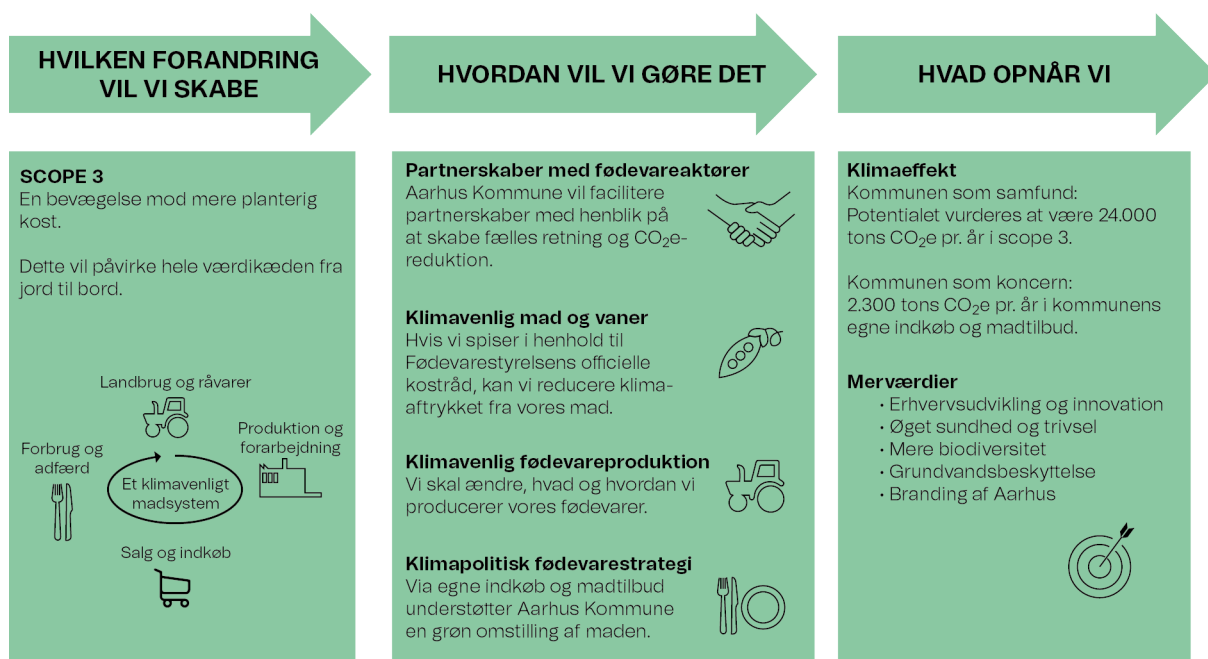 HVILKEN FORANDRING
VIL VI SKABE
HVORDAN VIL VI GØRE DET
HVAD OPNÅR VI
SCOPE 3
En bevægelse mod mere planterig
kost.
Dette vil påvirke hele værdikæden fra
jord til bord.
Landbrug og råvarer
Produktion og
forarbejdning
Forbrug og
adfærd
Et klimavenligt
madsystem
Salg og indkøb
Partnerskaber med fødevareaktører
Aarhus Kommune vil facilitere
partnerskaber med henblik på
at skabe fælles retning og CO₂e-
reduktion.
Klimavenlig mad og vaner
Hvis vi spiser i henhold til
Fødevarestyrelsens officielle
kostråd, kan vi reducere klima-
aftrykket fra vores mad.
Klimavenlig fødevareproduktion
Vi skal ændre, hvad og hvordan vi
producerer vores fødevarer.
Klimapolitisk fødevarestrategi
Via egne indkøb og madtilbud
understøtter Aarhus Kommune
en grøn omstilling af maden.
Klimaeffekt
Kommunen som samfund:
Potentialet vurderes at være 24.000
tons CO₂e pr. år i scope 3.
Kommunen som koncern:
2.300 tons CO₂e pr. år i kommunens
egne indkøb og madtilbud.
Merværdier
• Erhvervsudvikling og innovation
• Øget sundhed og trivsel
• Mere biodiversitet
• Grundvandsbeskyttelse
• Branding af Aarhus